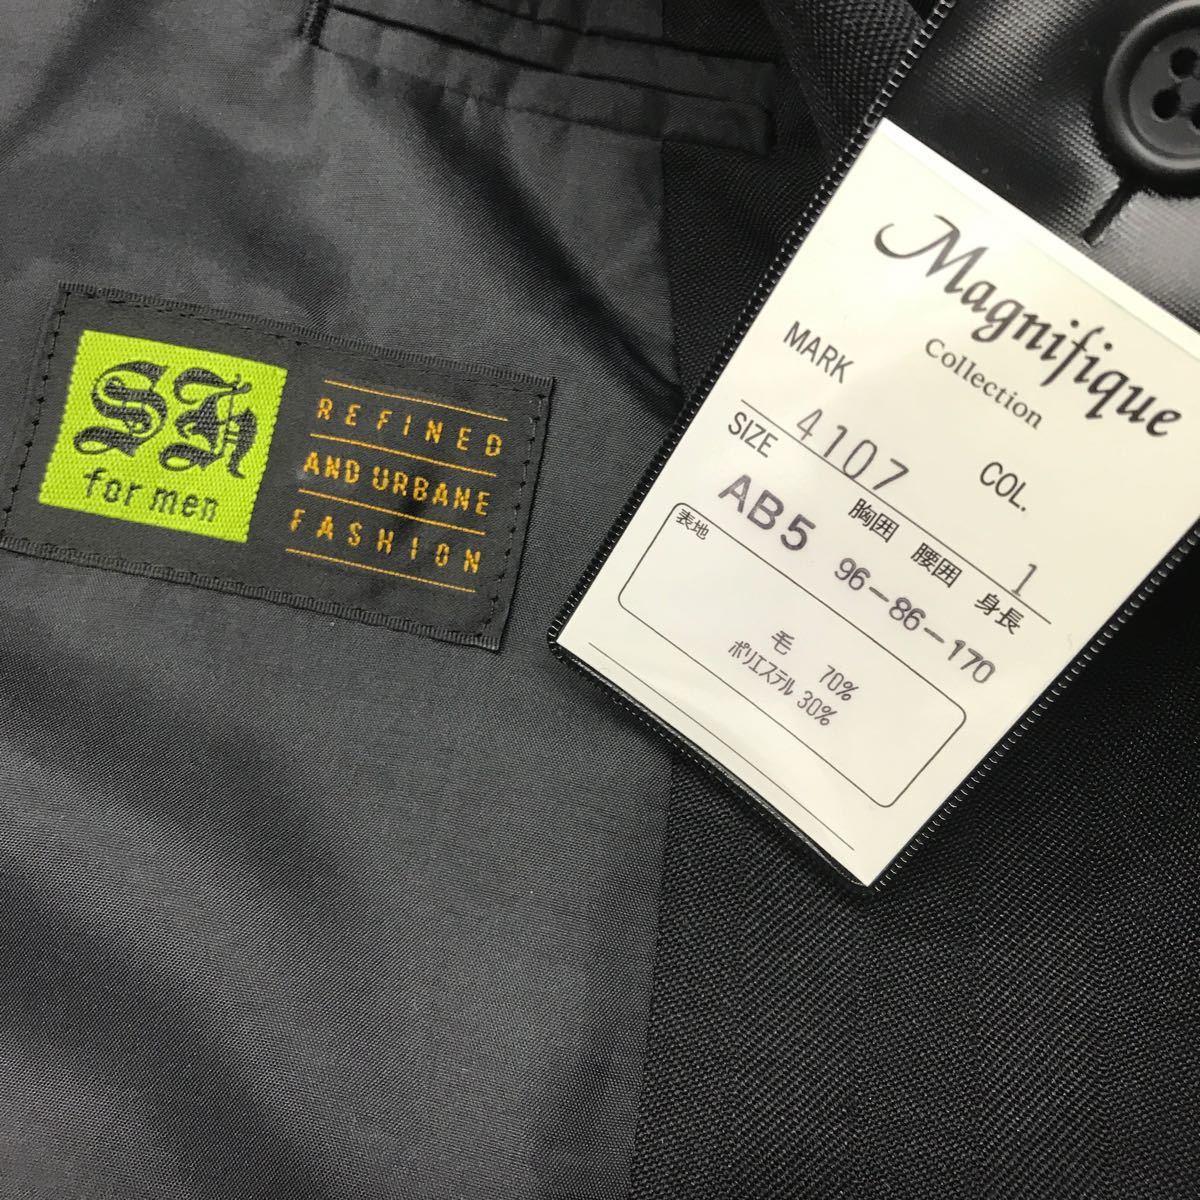 SH
for men
REFINED
AND URBANE
FASHION
Magnifique
Collection
MARK
COL.
4107
1
SIZE
胸囲 腰囲 身長
AB5 96-86-170
表地
毛 70%
ポリエステル 30%